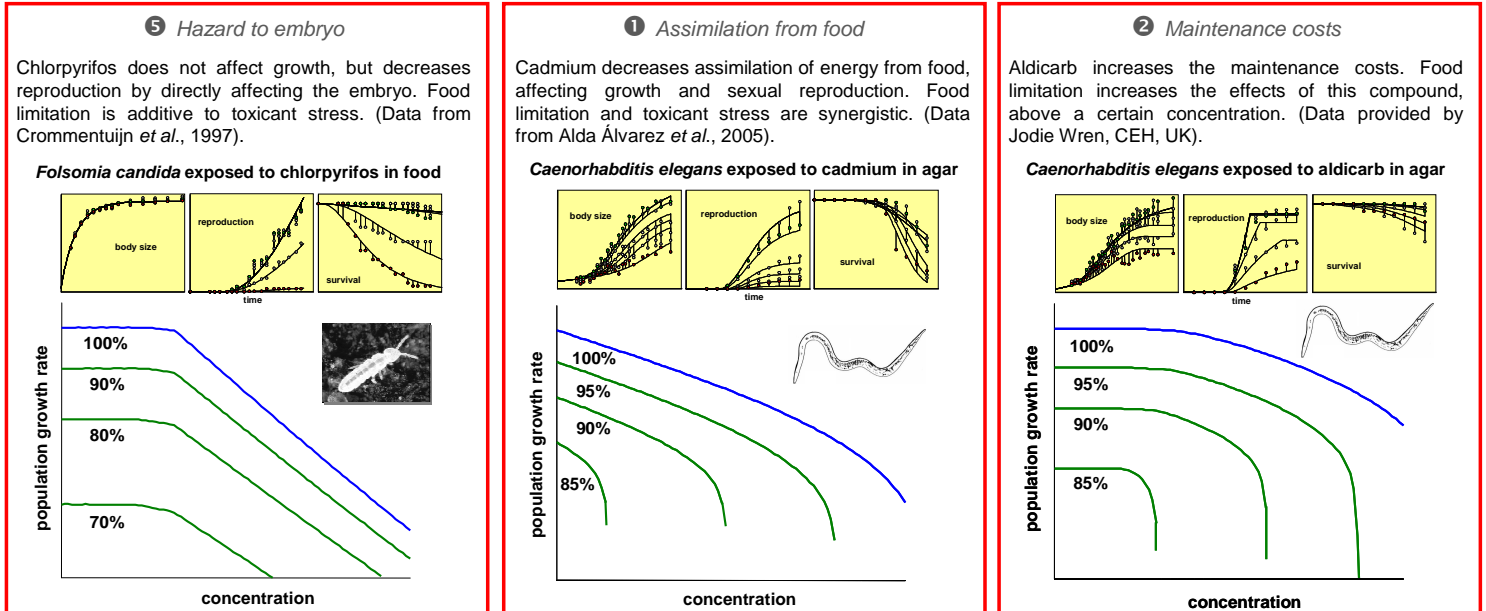 ❺ Hazard to embryo
Chlorpyrifos does not affect growth, but decreases
reproduction by directly affecting the embryo. Food
limitation is additive to toxicant stress. (Data from
Crommentuijn et al., 1997).
Folsomia candida exposed to chlorpyrifos in food
body size
reproduction
survival
time
population growth rate
100%
90%
80%
70%
concentration
❶ Assimilation from food
Cadmium decreases assimilation of energy from food,
affecting growth and sexual reproduction. Food
limitation and toxicant stress are synergistic. (Data
from Alda Álvarez et al., 2005).
Caenorhabditis elegans exposed to cadmium in agar
body size
reproduction
survival
time
population growth rate
100%
95%
90%
85%
concentration
❷ Maintenance costs
Aldicarb increases the maintenance costs. Food
limitation increases the effects of this compound,
above a certain concentration. (Data provided by
Jodie Wren, CEH, UK).
Caenorhabditis elegans exposed to aldicarb in agar
body size
reproduction
survival
time
population growth rate
100%
95%
90%
85%
concentration